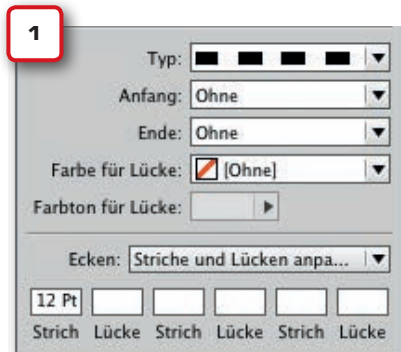 1
Typ:
Anfang: Ohne
Ende: Ohne
Farbe für Lücke: [Ohne]
Farbton für Lücke:
Ecken: Striche und Lücken anpa...
12 Pt
Strich Lücke Strich Lücke Strich Lücke